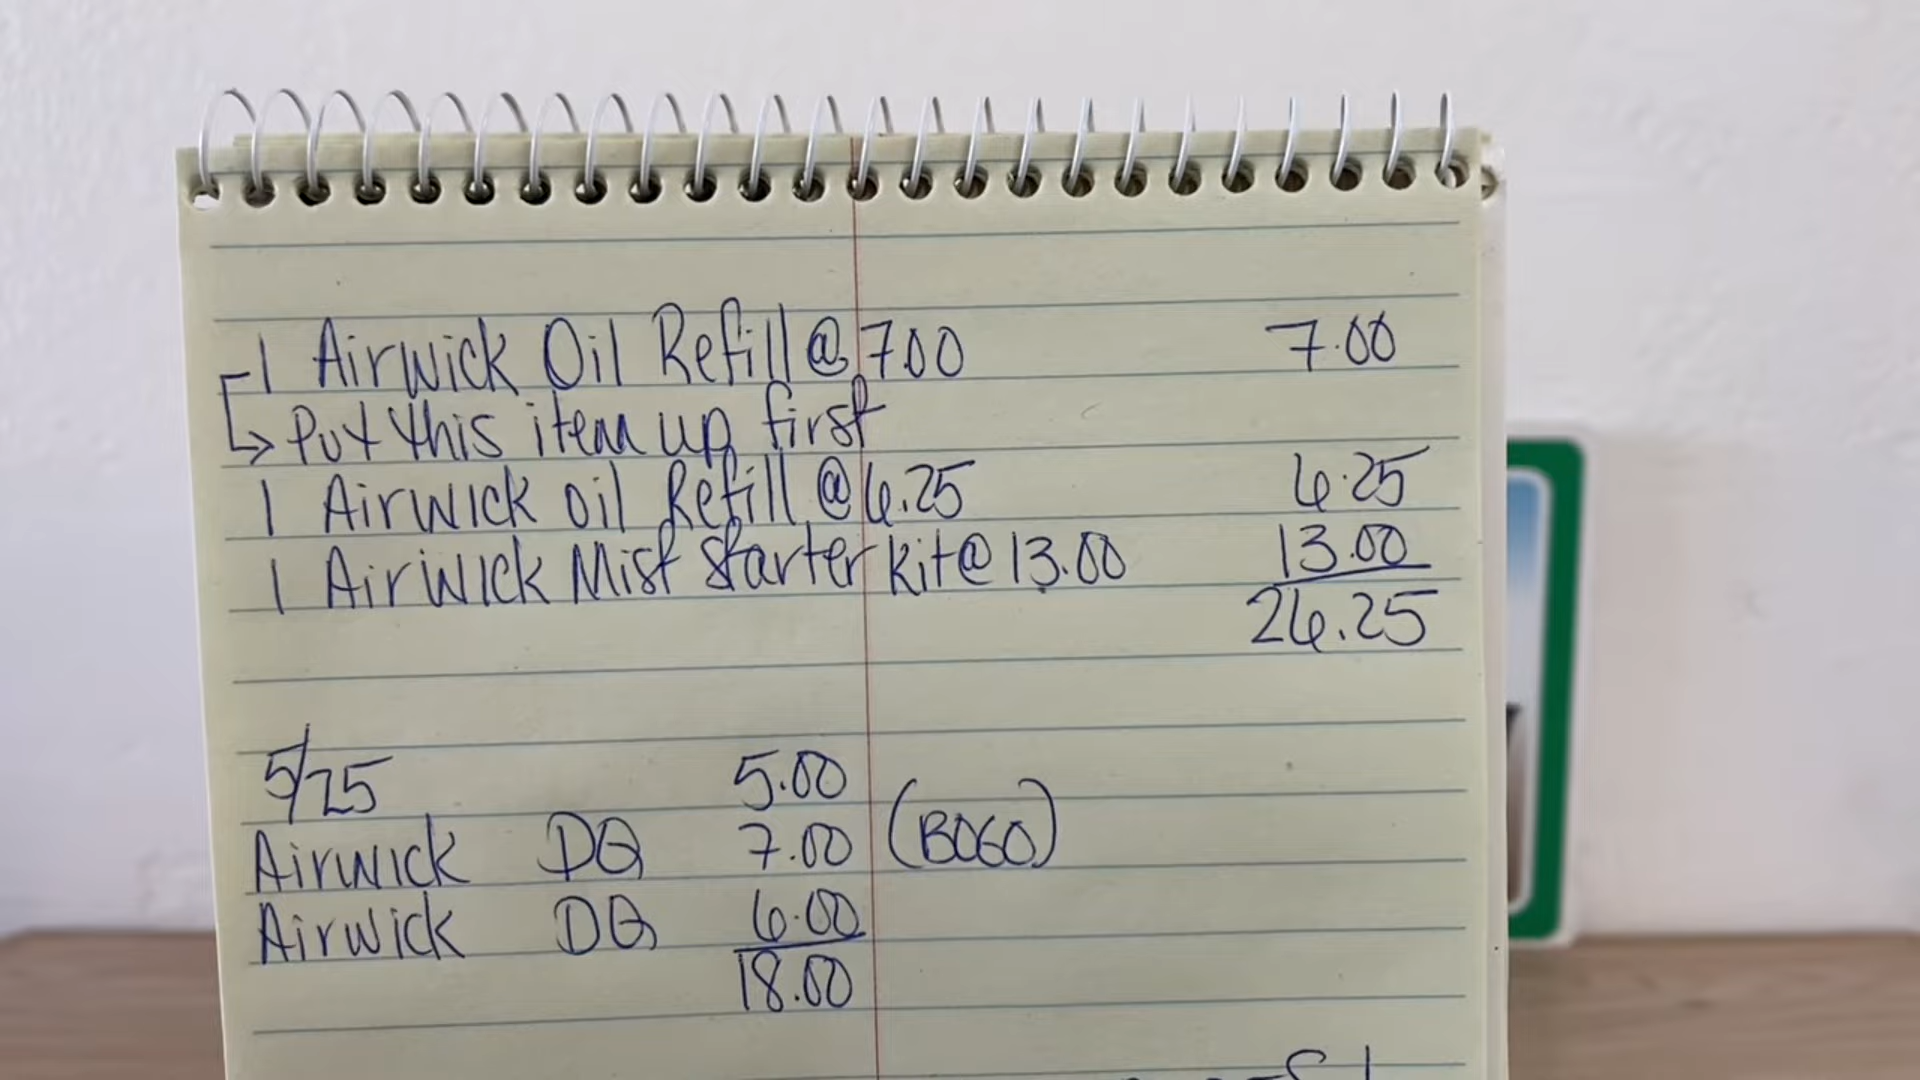 1 Airwick Oil Refill @ 7.00 7.00
Put this item up first
1 Airwick oil Refill @ 6.25 6.25
1 Airwick Mist starter kit @ 13.00 13.00
26.25
5/25 5.00
Airwick DQ 7.00 (BOGO)
Airwick DQ 6.00
18.00